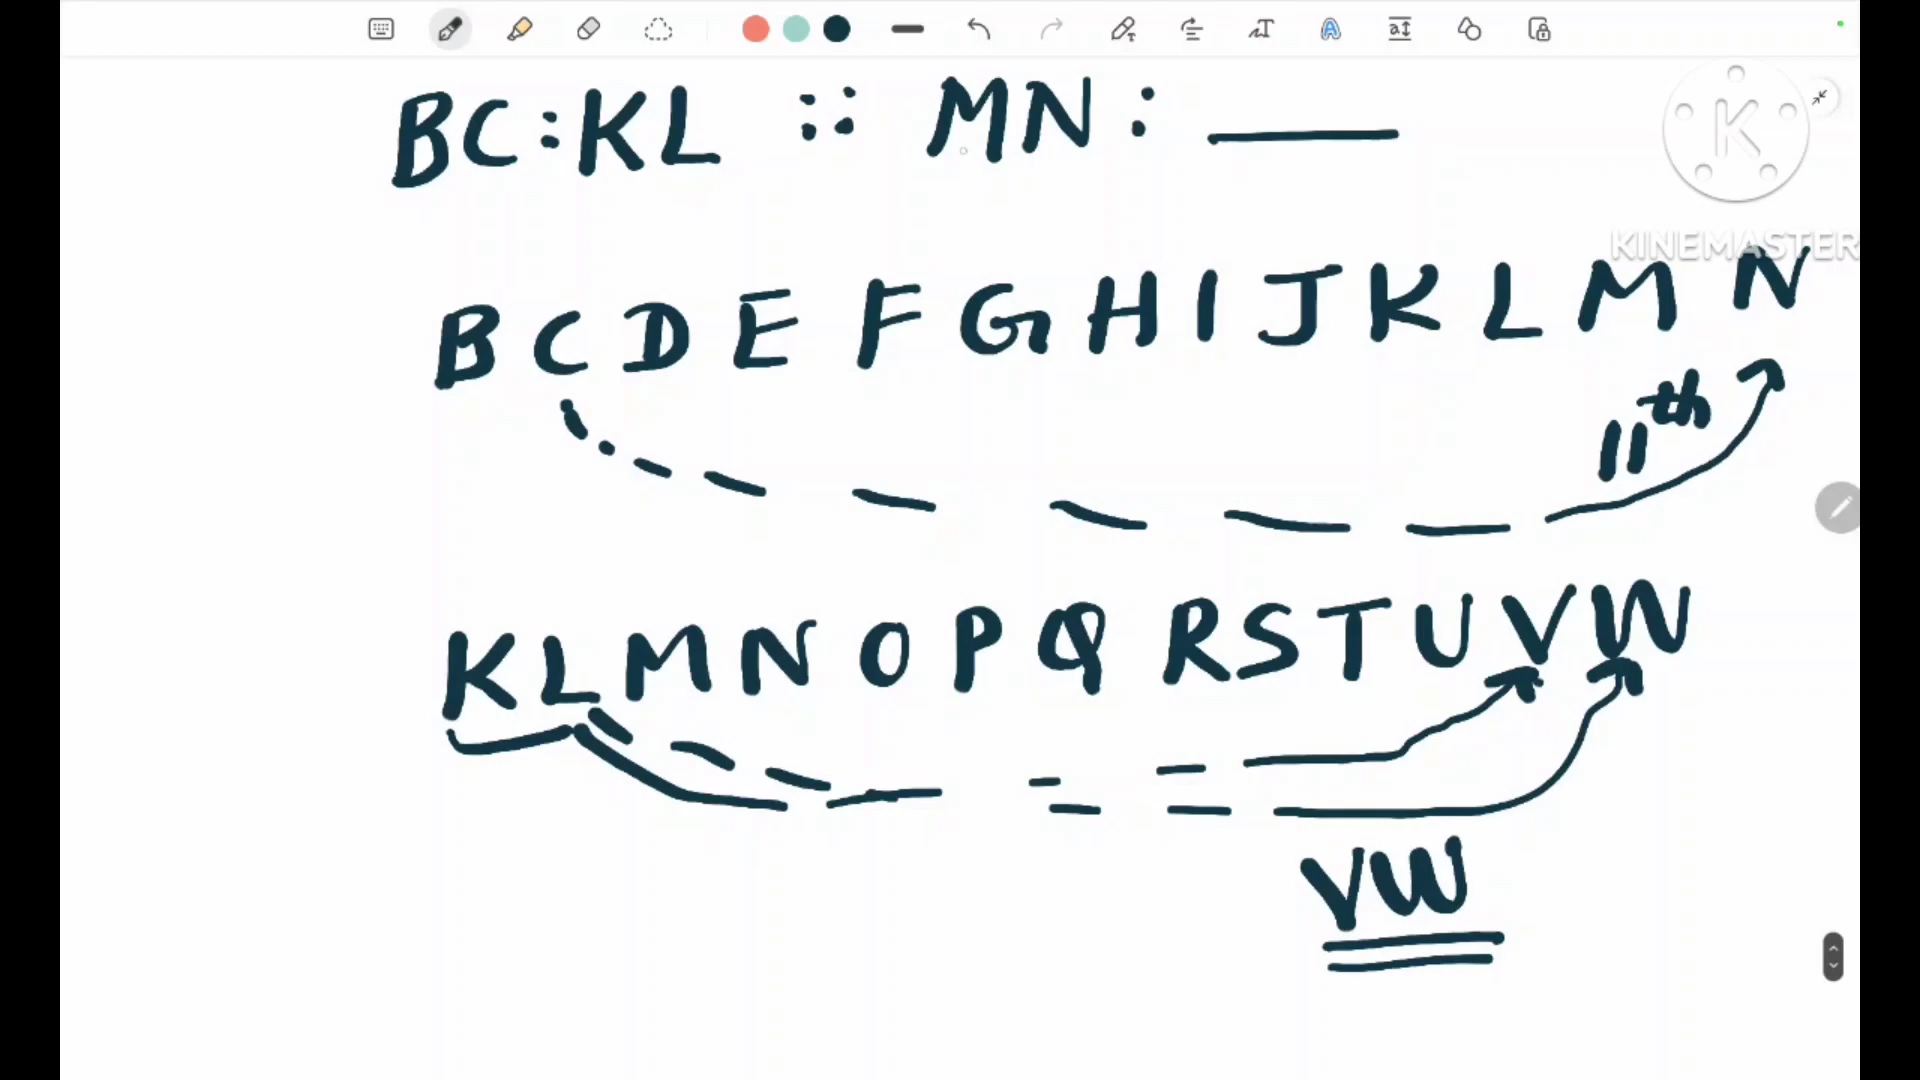 BC:KL :: MN: ____
K
KINEMASTER
B C D E F G H I J K L M N
11th
K L M N O P Q R S T U V W
VW